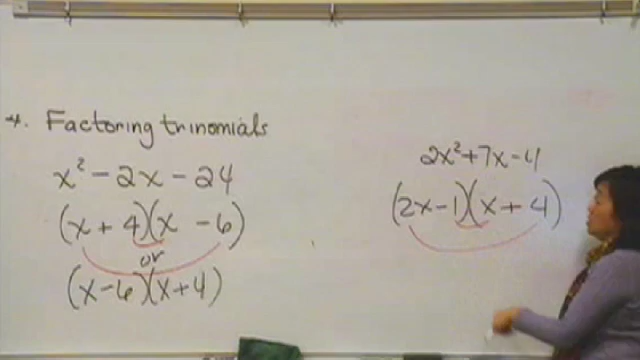 4. Factoring trinomials
x² - 2x - 24
(x + 4)(x - 6)
or
(x - 6)(x + 4)
2x² + 7x - 4
(2x - 1)(x + 4)